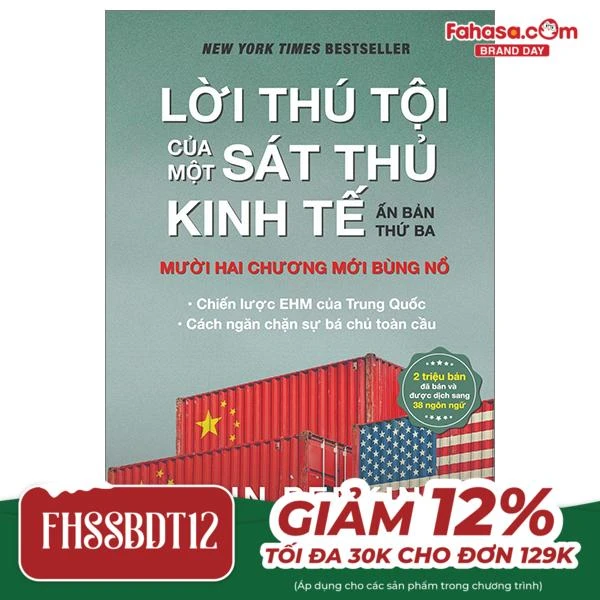 Fahasa.com
BRAND DAY
NEW YORK TIMES BESTSELLER
LỜI THÚ TỘI
CỦA MỘT SÁT THỦ
KINH TẾ ẤN BẢN THỨ BA
MƯỜI HAI CHƯƠNG MỚI BÙNG NỔ
• Chiến lược EHM của Trung Quốc
• Cách ngăn chặn sự bá chủ toàn cầu
2 triệu bản
đã bán và
được dịch sang
38 ngôn ngữ
FHSSBDT12
GIẢM 12%
TỐI ĐA 30K CHO ĐƠN 129K
(Áp dụng cho các sản phẩm trong chương trình)